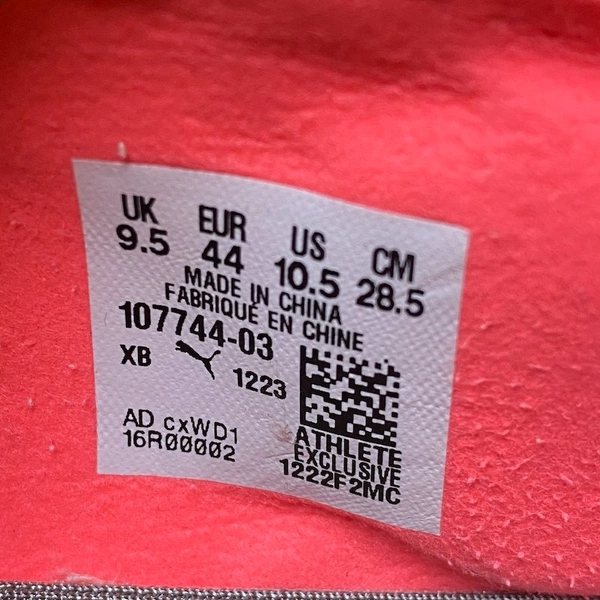 UK EUR US CM
9.5 44 10.5 28.5
MADE IN CHINA
FABRIQUÉ EN CHINE
107744-03
XB 1223
AD cxWD1
16R00002
ATHLETE
EXCLUSIVE
1222F2MC